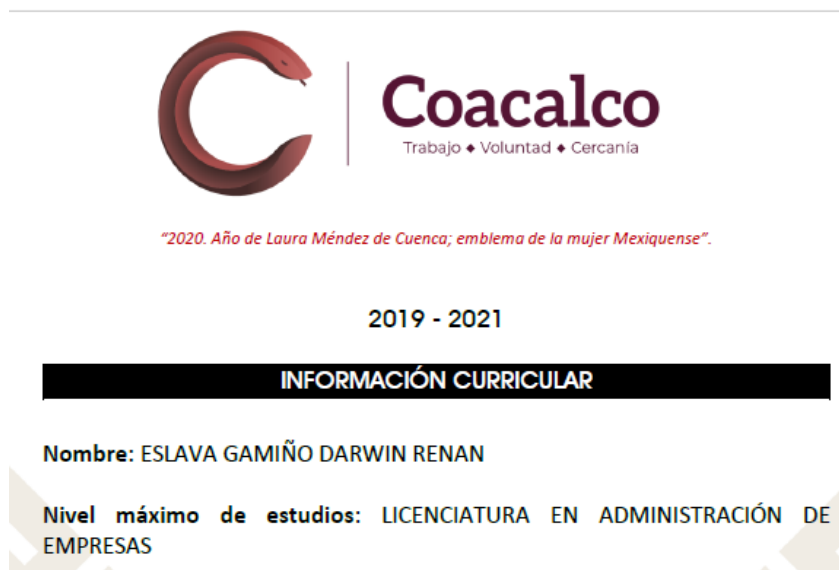 Coacalco
Trabajo ♦ Voluntad ♦ Cercanía
“2020. Año de Laura Méndez de Cuenca; emblema de la mujer Mexiquense”.
2019 - 2021
INFORMACIÓN CURRICULAR
Nombre: ESLAVA GAMIÑO DARWIN RENAN
Nivel máximo de estudios: LICENCIATURA EN ADMINISTRACIÓN DE
EMPRESAS